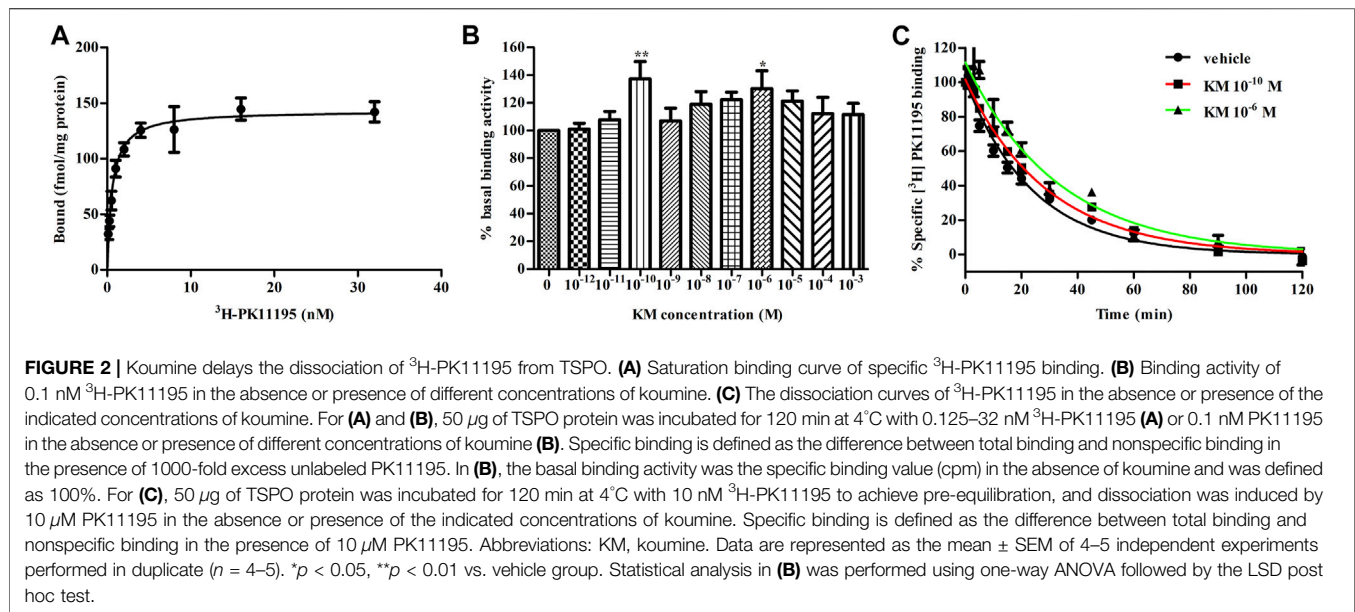 A
B
C
200
150
100
50
0
Bound (fmol/mg protein)
0 10 20 30 40
³H-PK11195 (nM)
160
140
120
100
80
60
40
20
0
% basal binding activity
**
*
0 10⁻¹² 10⁻¹¹ 10⁻¹⁰ 10⁻⁹ 10⁻⁸ 10⁻⁷ 10⁻⁶ 10⁻⁵ 10⁻⁴ 10⁻³
KM concentration (M)
120
100
80
60
40
20
0
% Specific [³H] PK11195 binding
vehicle
KM 10⁻¹⁰ M
KM 10⁻⁶ M
0 20 40 60 80 100 120
Time (min)
FIGURE 2 | Koumine delays the dissociation of ³H-PK11195 from TSPO. (A) Saturation binding curve of specific ³H-PK11195 binding. (B) Binding activity of
0.1 nM ³H-PK11195 in the absence or presence of different concentrations of koumine. (C) The dissociation curves of ³H-PK11195 in the absence or presence of the
indicated concentrations of koumine. For (A) and (B), 50 µg of TSPO protein was incubated for 120 min at 4°C with 0.125–32 nM ³H-PK11195 (A) or 0.1 nM PK11195
in the absence or presence of different concentrations of koumine (B). Specific binding is defined as the difference between total binding and nonspecific binding in
the presence of 1000-fold excess unlabeled PK11195. In (B), the basal binding activity was the specific binding value (cpm) in the absence of koumine and was defined
as 100%. For (C), 50 µg of TSPO protein was incubated for 120 min at 4°C with 10 nM ³H-PK11195 to achieve pre-equilibration, and dissociation was induced by
10 µM PK11195 in the absence or presence of the indicated concentrations of koumine. Specific binding is defined as the difference between total binding and
nonspecific binding in the presence of 10 µM PK11195. Abbreviations: KM, koumine. Data are represented as the mean ± SEM of 4–5 independent experiments
performed in duplicate (n = 4–5). *p < 0.05, **p < 0.01 vs. vehicle group. Statistical analysis in (B) was performed using one-way ANOVA followed by the LSD post
hoc test.